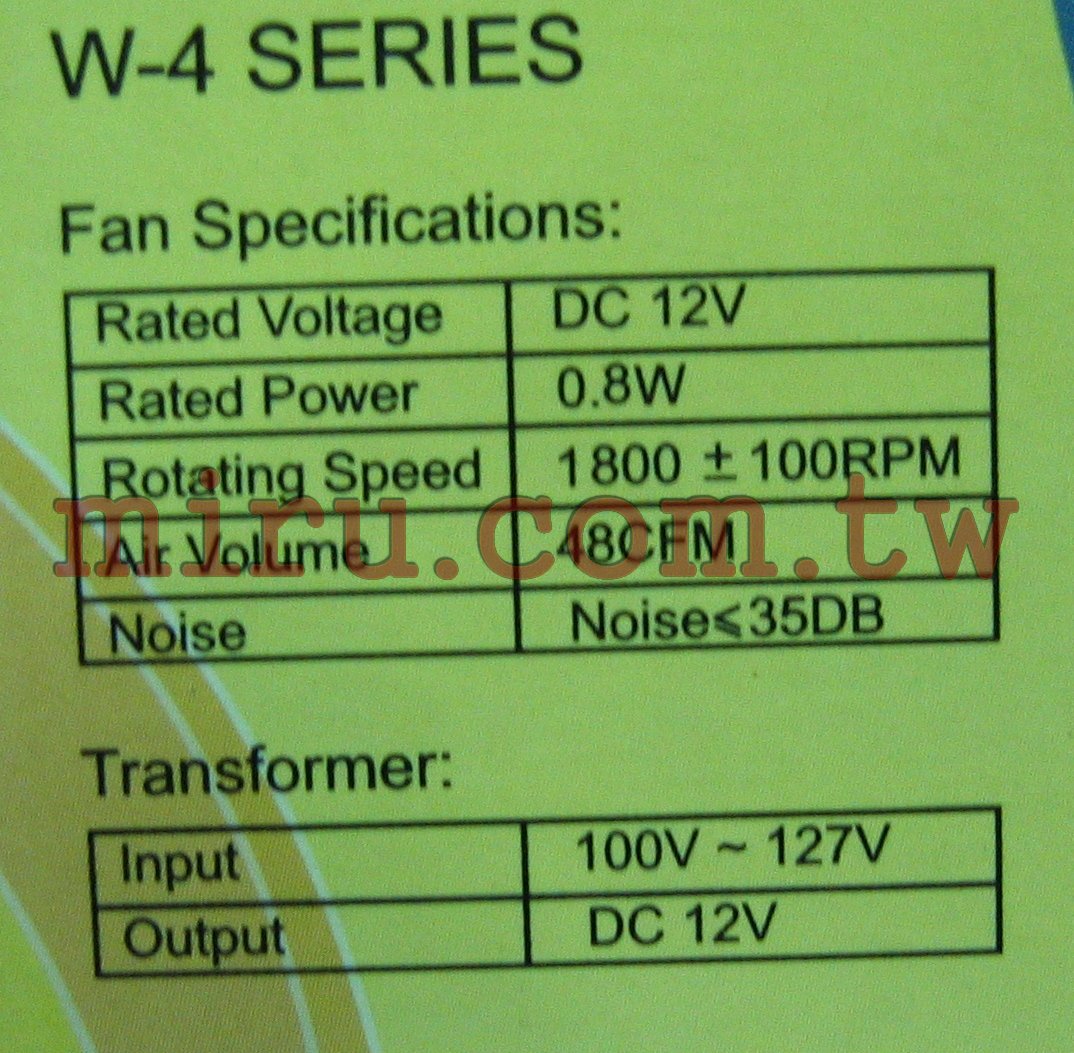 W-4 SERIES
Fan Specifications:
Rated Voltage DC 12V
Rated Power 0.8W
Rotating Speed 1800 ±100RPM
miru.com.tw
Air Volume 48CFM
Noise Noise⩽35DB
Transformer:
Input 100V ~ 127V
Output DC 12V